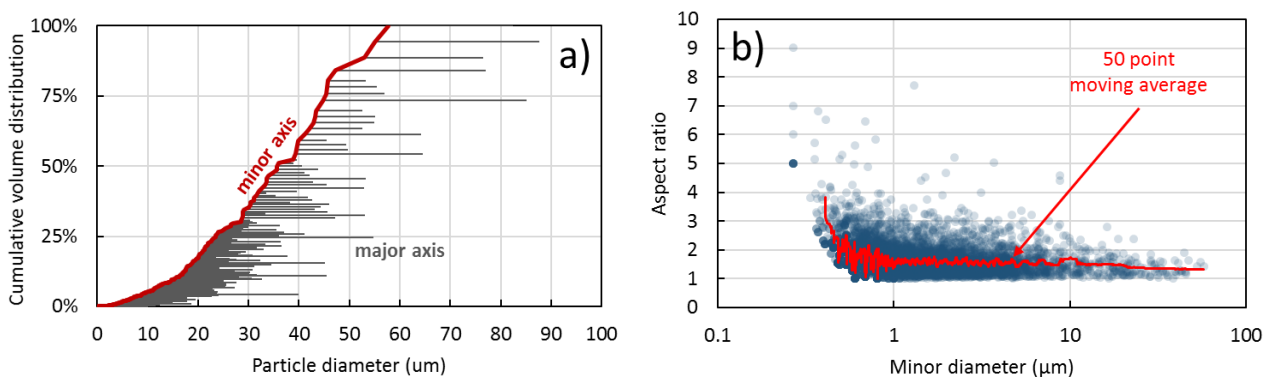 a)
Cumulative volume distribution
100%
75%
50%
25%
0%
minor axis
major axis
0 10 20 30 40 50 60 70 80 90 100
Particle diameter (um)
b)
Aspect ratio
10
9
8
7
6
5
4
3
2
1
0
50 point
moving average
0.1 1 10 100
Minor diameter (µm)